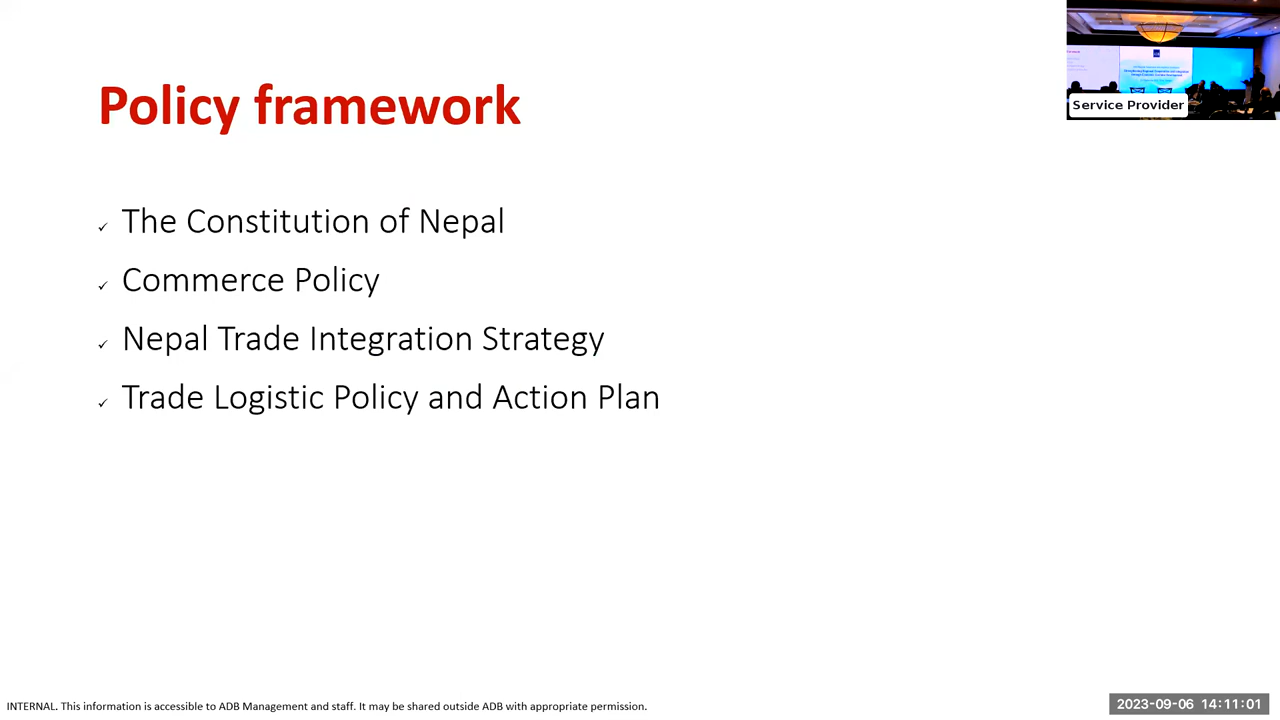 Policy framework
Service Provider
✓ The Constitution of Nepal
✓ Commerce Policy
✓ Nepal Trade Integration Strategy
✓ Trade Logistic Policy and Action Plan
INTERNAL. This information is accessible to ADB Management and staff. It may be shared outside ADB with appropriate permission.
2023-09-06 14:11:01